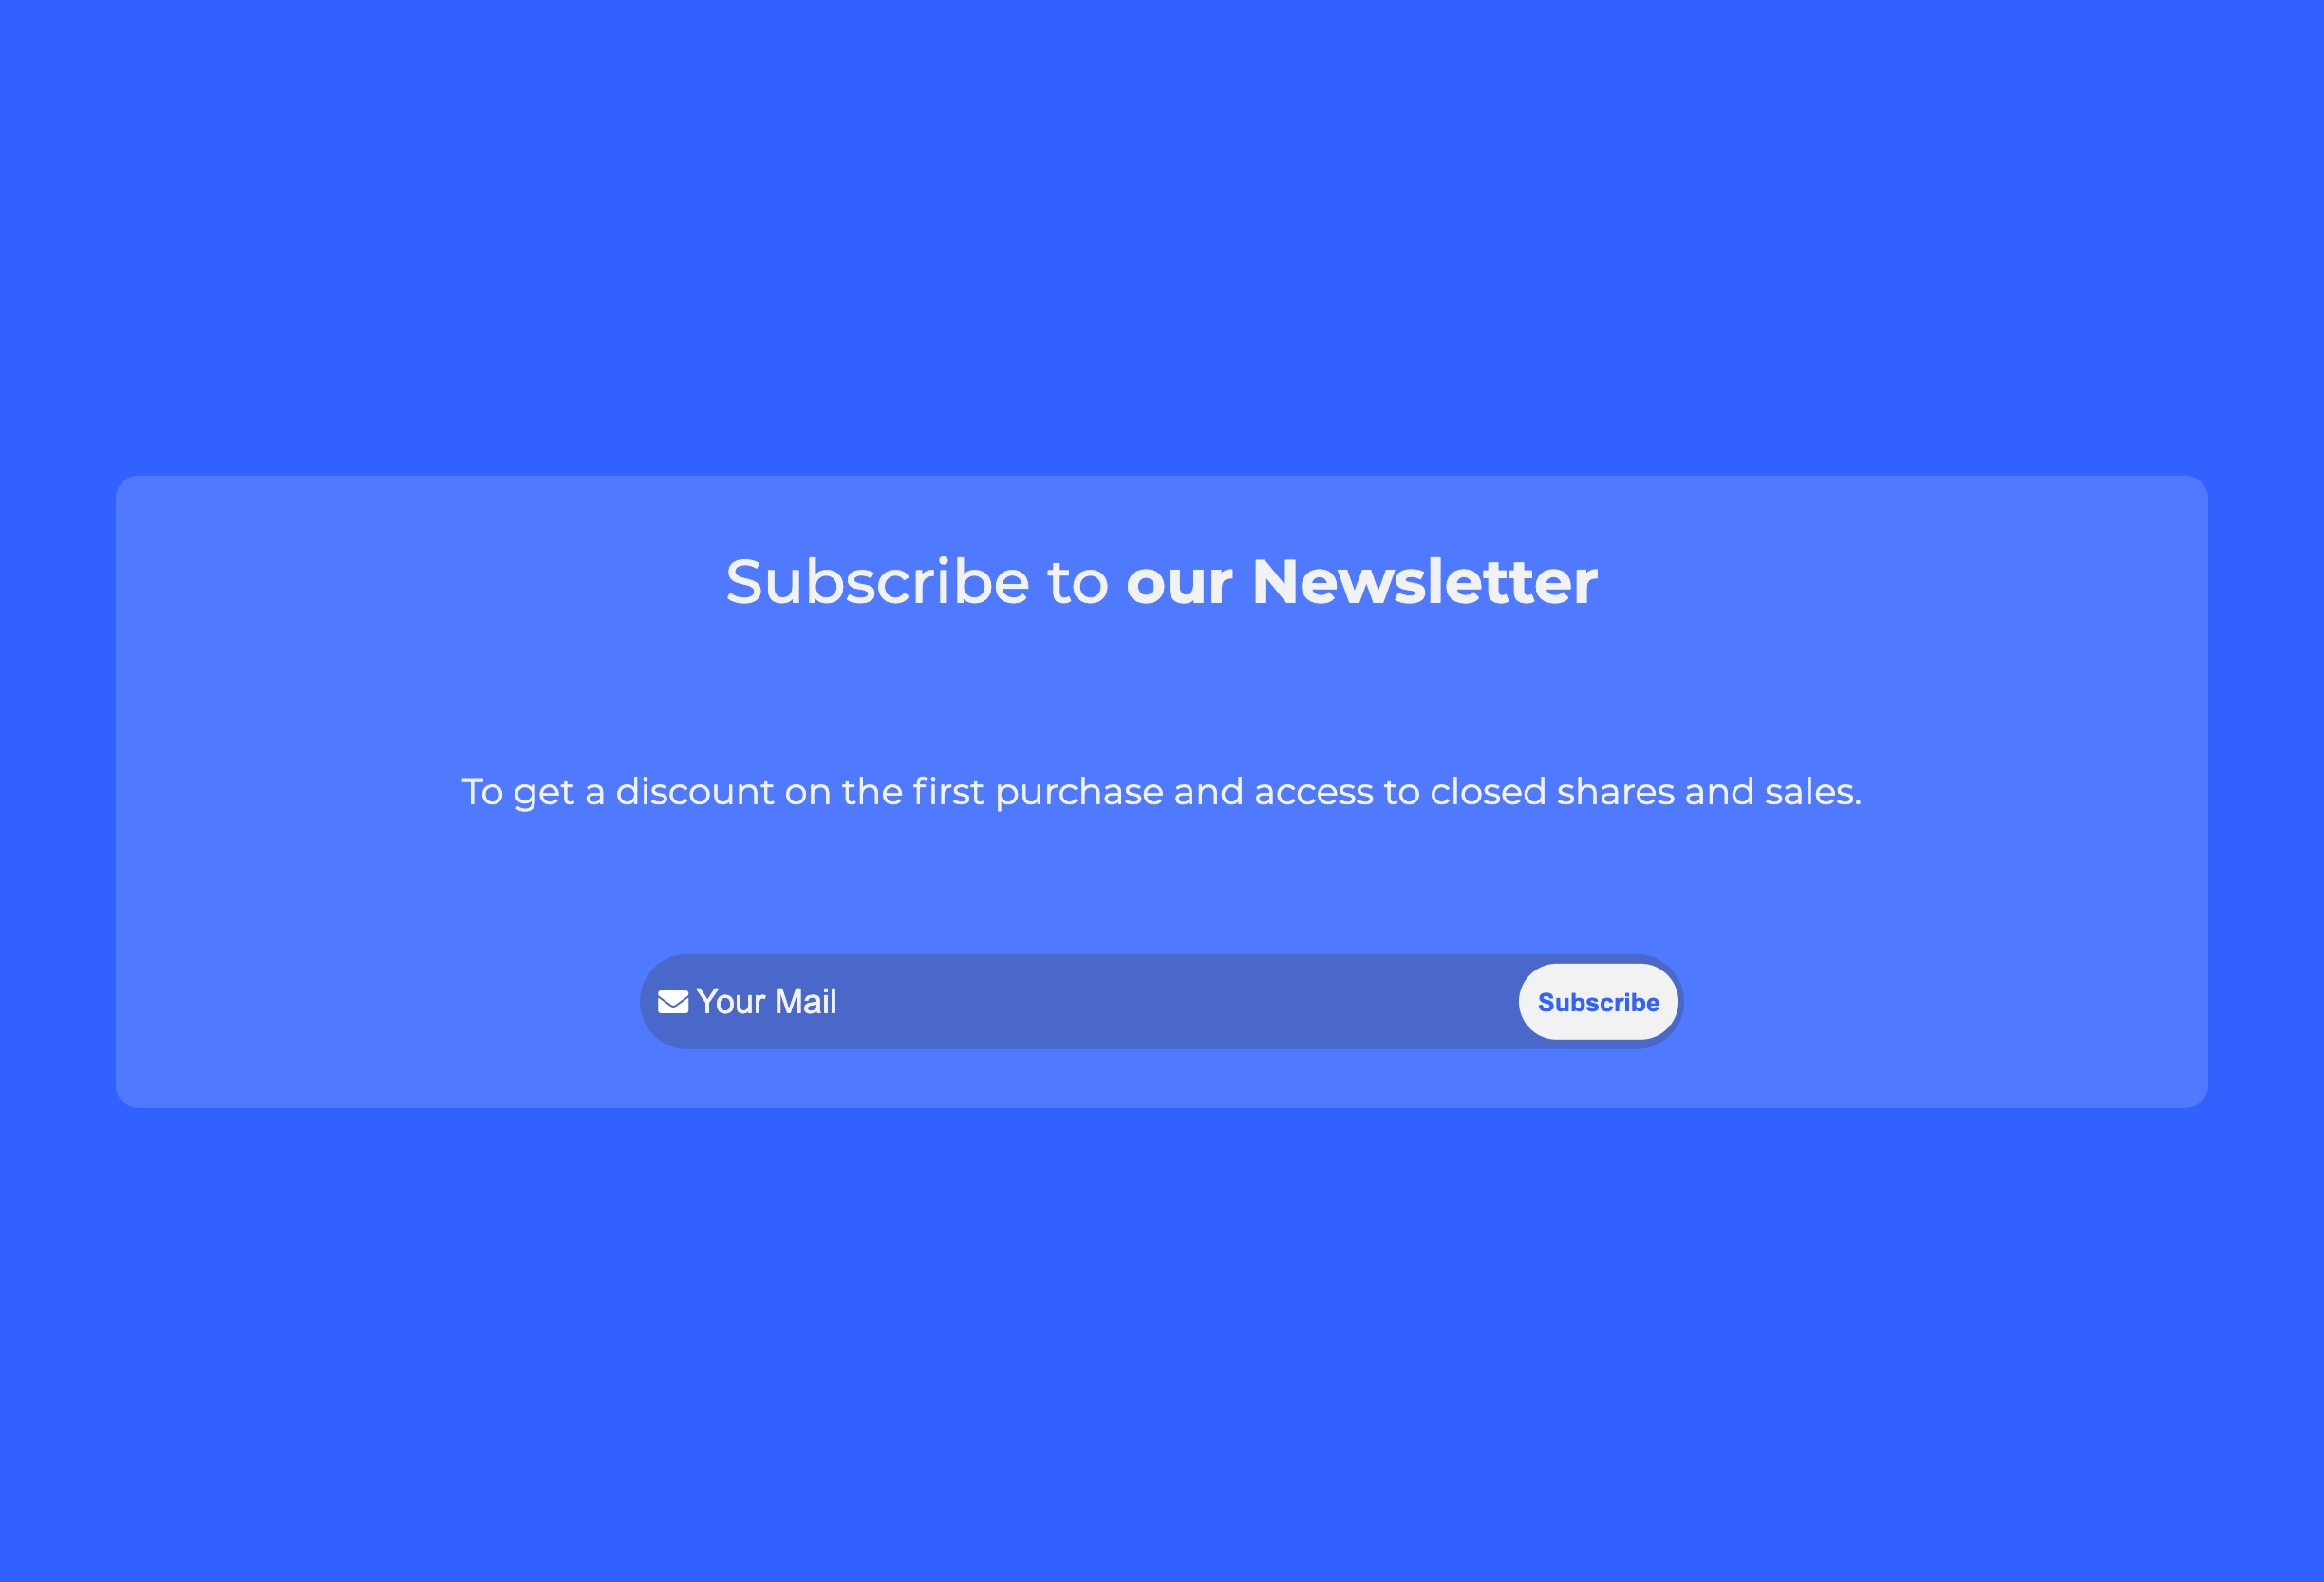 Subscribe to our Newsletter
To get a discount on the first purchase and access to closed shares and sales.
Your Mail
Subscribe